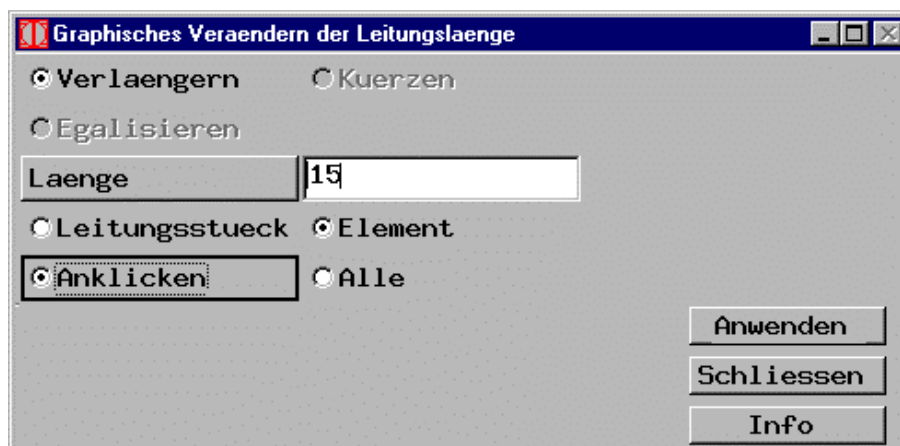 Graphisches Veraendern der Leitungslaenge
Verlaengern Kuerzen
Egalisieren
Laenge 15
Leitungsstueck Element
Anklicken Alle
Anwenden
Schliessen
Info